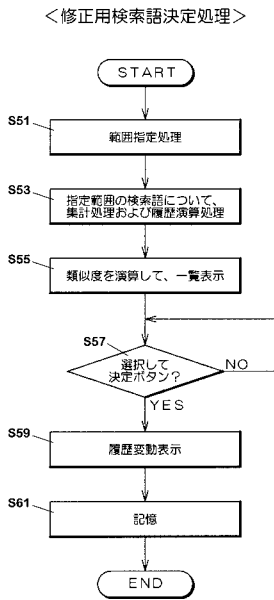 ＜修正用検索語決定処理＞
START
S51
範囲指定処理
S53
指定範囲の検索語について、
集計処理および履歴演算処理
S55
類似度を演算して、一覧表示
S57
選択して
決定ボタン？
NO
YES
S59
履歴変動表示
S61
記憶
END